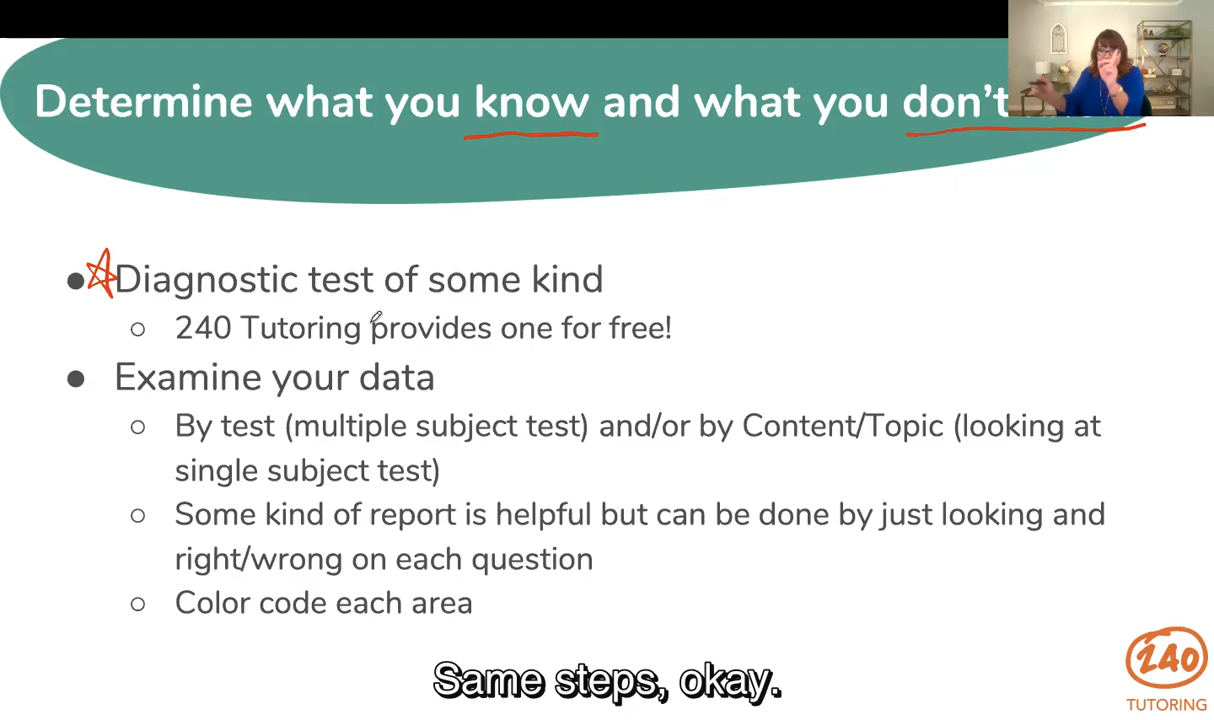 Determine what you know and what you don't
● Diagnostic test of some kind
○ 240 Tutoring provides one for free!
● Examine your data
○ By test (multiple subject test) and/or by Content/Topic (looking at
single subject test)
○ Some kind of report is helpful but can be done by just looking and
right/wrong on each question
○ Color code each area
Same steps, okay.
240
TUTORING